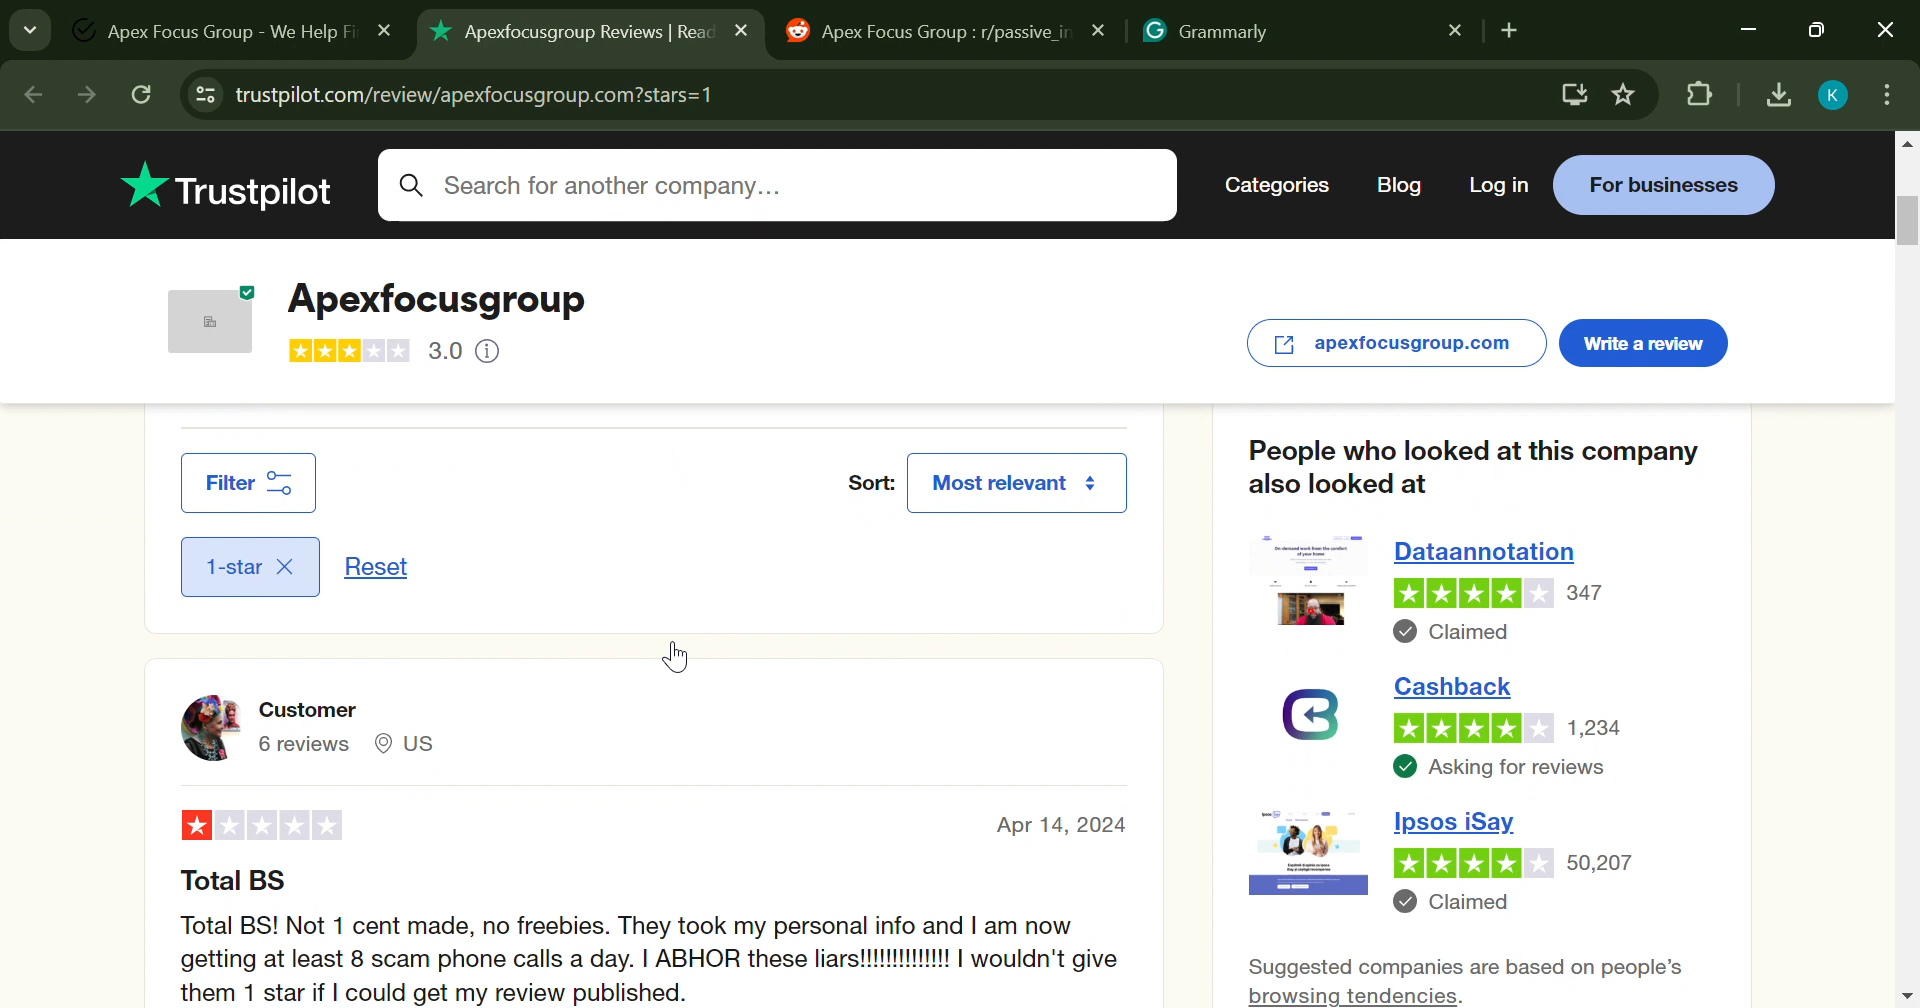 Apex Focus Group - We Help Fi
Apexfocusgroup Reviews | Read
Apex Focus Group : r/passive_in
Grammarly
trustpilot.com/review/apexfocusgroup.com?stars=1
K
Trustpilot
Search for another company...
Categories
Blog
Log in
For businesses
Apexfocusgroup
3.0
apexfocusgroup.com
Write a review
Filter
Sort:
Most relevant
1-star
Reset
Customer
6 reviews
US
Apr 14, 2024
Total BS
Total BS! Not 1 cent made, no freebies. They took my personal info and I am now
getting at least 8 scam phone calls a day. I ABHOR these liars!!!!!!!!!!!!!!! I wouldn't give
them 1 star if I could get my review published.
People who looked at this company
also looked at
Dataannotation
347
Claimed
Cashback
1,234
Asking for reviews
Ipsos iSay
50,207
Claimed
Suggested companies are based on people's
browsing tendencies.